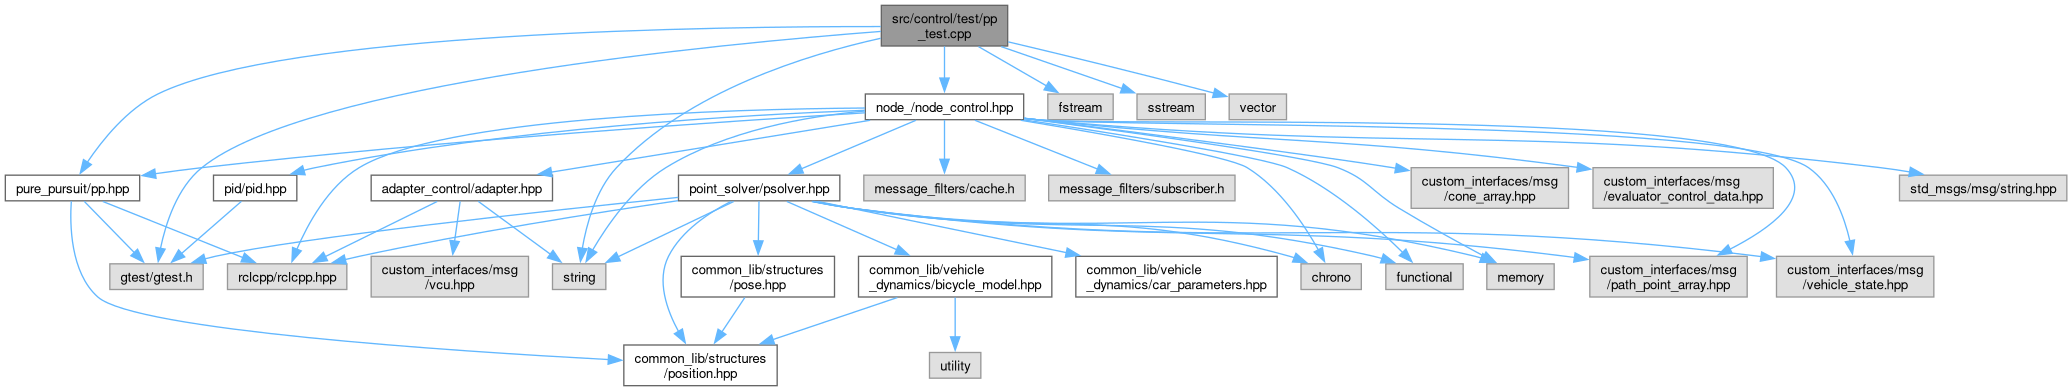 src/control/test/pp
_test.cpp
node_/node_control.hpp
fstream
sstream
vector
pure_pursuit/pp.hpp
pid/pid.hpp
adapter_control/adapter.hpp
point_solver/psolver.hpp
message_filters/cache.h
message_filters/subscriber.h
custom_interfaces/msg
/cone_array.hpp
custom_interfaces/msg
/evaluator_control_data.hpp
std_msgs/msg/string.hpp
gtest/gtest.h
rclcpp/rclcpp.hpp
custom_interfaces/msg
/vcu.hpp
string
common_lib/structures
/pose.hpp
common_lib/vehicle
_dynamics/bicycle_model.hpp
common_lib/vehicle
_dynamics/car_parameters.hpp
chrono
functional
memory
custom_interfaces/msg
/path_point_array.hpp
custom_interfaces/msg
/vehicle_state.hpp
common_lib/structures
/position.hpp
utility